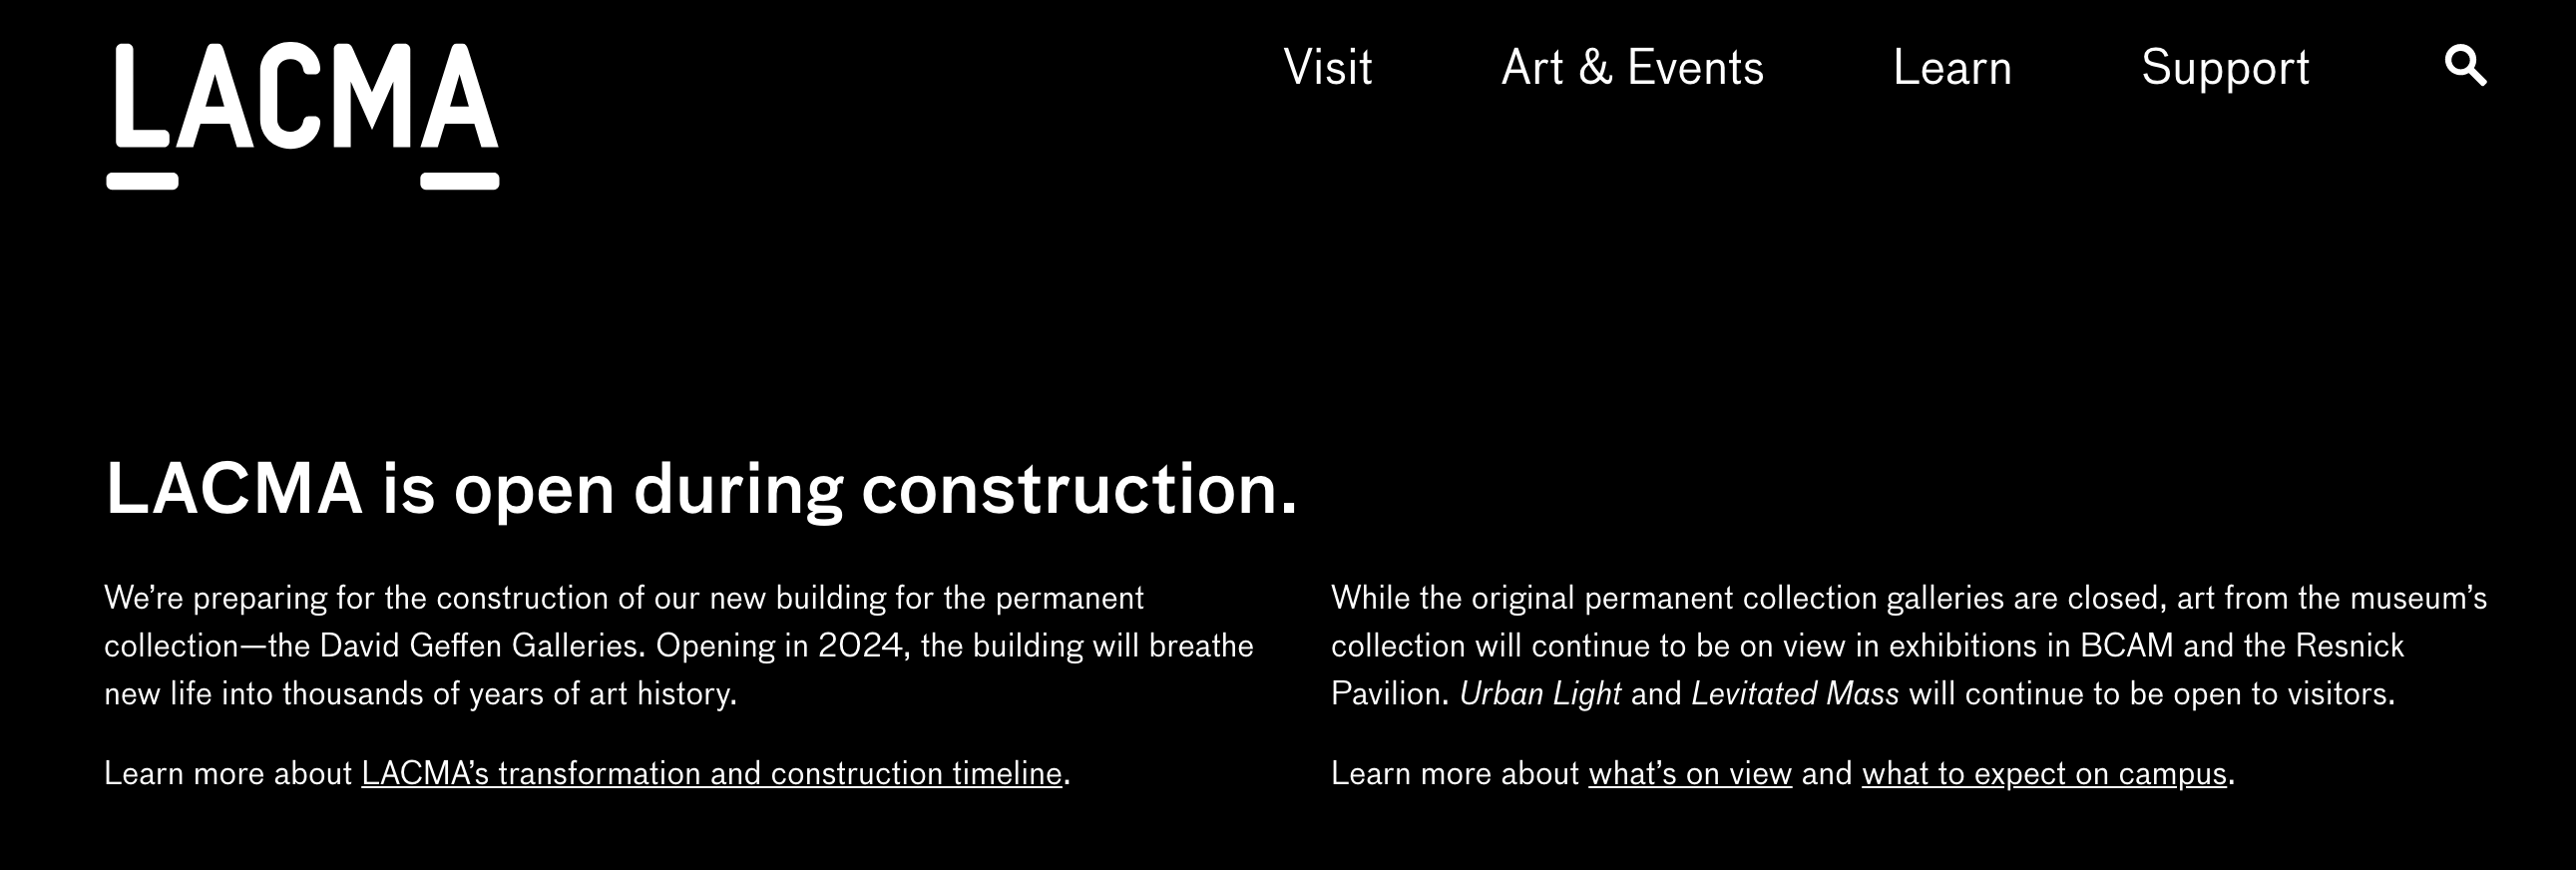 LACMA
Visit
Art & Events
Learn
Support
LACMA is open during construction.
We’re preparing for the construction of our new building for the permanent
collection—the David Geffen Galleries. Opening in 2024, the building will breathe
new life into thousands of years of art history.
Learn more about LACMA’s transformation and construction timeline.
While the original permanent collection galleries are closed, art from the museum’s
collection will continue to be on view in exhibitions in BCAM and the Resnick
Pavilion. Urban Light and Levitated Mass will continue to be open to visitors.
Learn more about what’s on view and what to expect on campus.